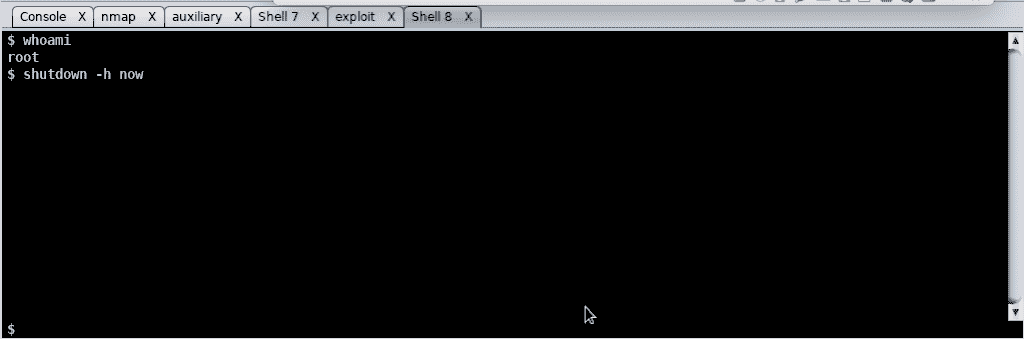 Console X nmap X auxiliary X Shell 7 X exploit X Shell 8 X
$ whoami
root
$ shutdown -h now
$